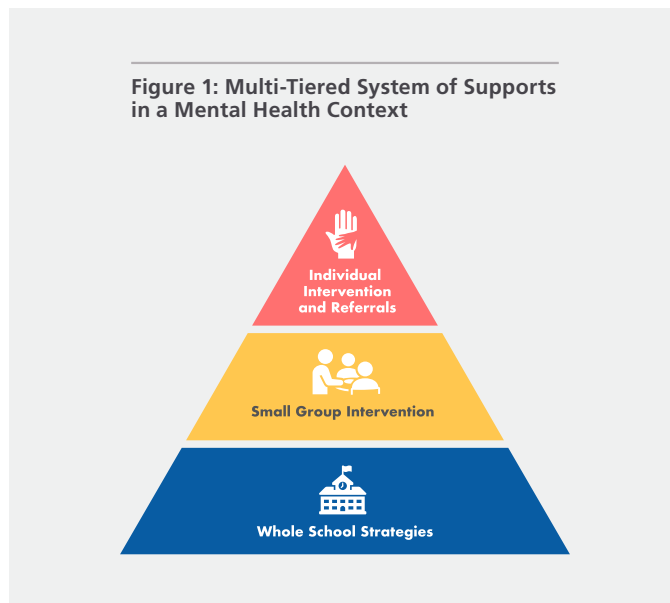 Figure 1: Multi-Tiered System of Supports
in a Mental Health Context
Individual
Intervention
and Referrals
Small Group Intervention
Whole School Strategies